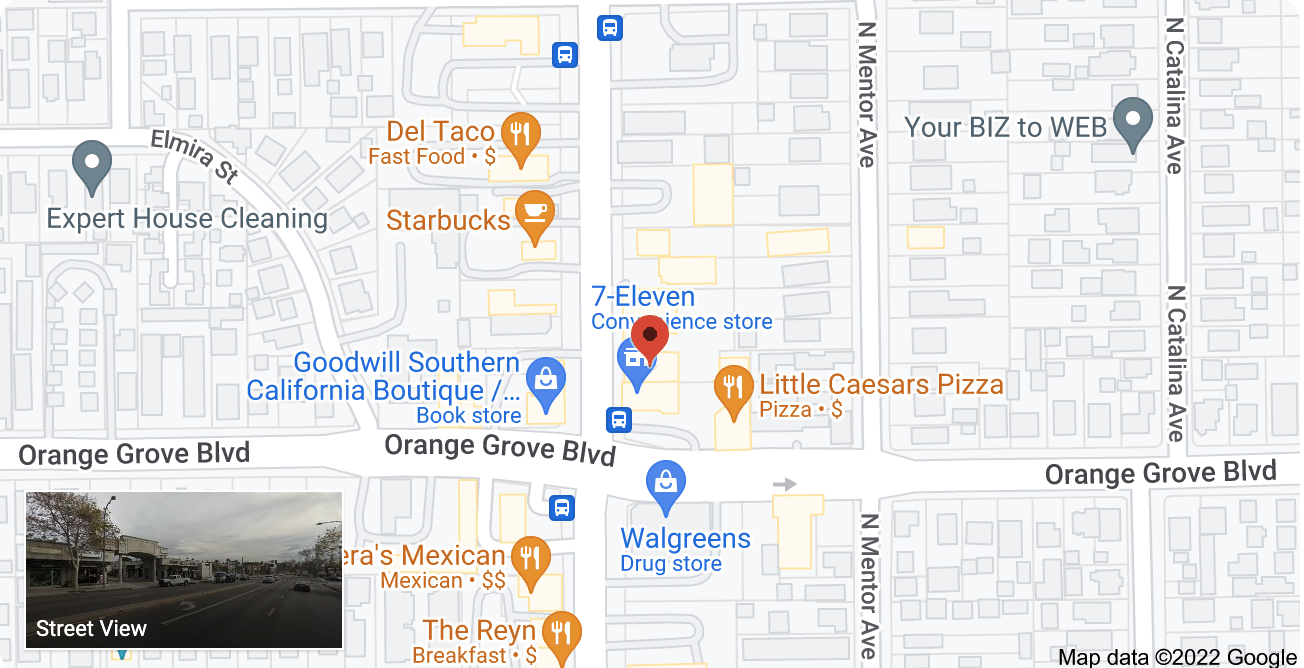 N Mentor Ave
N Catalina Ave
Del Taco
Fast Food • $
Your BIZ to WEB
Elmira St
Expert House Cleaning
Starbucks
7-Eleven
Convenience store
N Catalina Ave
Goodwill Southern
California Boutique /...
Book store
Little Caesars Pizza
Pizza • $
Orange Grove Blvd
Orange Grove Blvd
Orange Grove Blvd
Walgreens
Drug store
N Mentor Ave
era's Mexican
Mexican • $$
The Reyn
Breakfast • $
Street View
Map data ©2022 Google